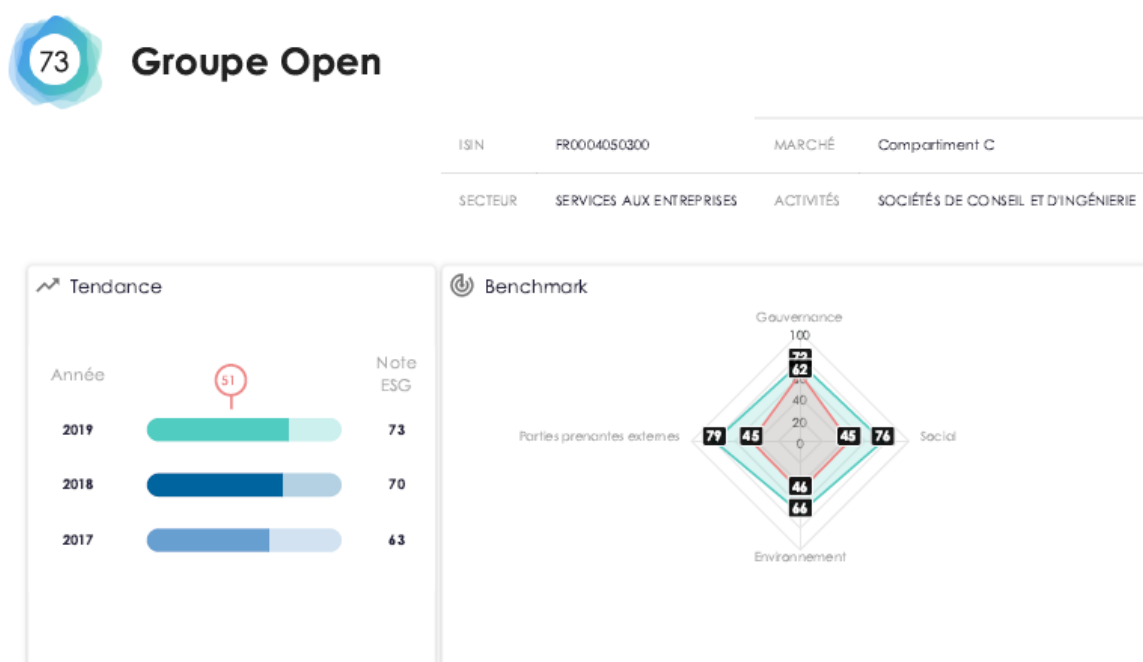 73
Groupe Open
ISIN FR0004050300 MARCHÉ Compartiment C
SECTEUR SERVICES AUX ENTREPRISES ACTIVITÉS SOCIÉTÉS DE CONSEIL ET D'INGÉNIERIE
Tendance
Année
51
Note
ESG
2019 73
2018 70
2017 63
Benchmark
Gouvernance
100
62
40
20
0
Parties prenantes externes 79 45 45 76 Social
46
66
Environnement